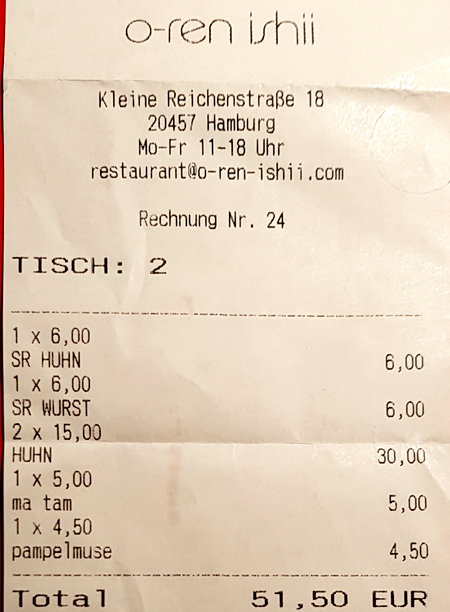 o-ren ishii
Kleine Reichenstraße 18
20457 Hamburg
Mo-Fr 11-18 Uhr
restaurant@o-ren-ishii.com
Rechnung Nr. 24
TISCH: 2
1 x 6,00
SR HUHN 6,00
1 x 6,00
SR WURST 6,00
2 x 15,00
HUHN 30,00
1 x 5,00
ma tam 5,00
1 x 4,50
pampelmuse 4,50
Total 51,50 EUR